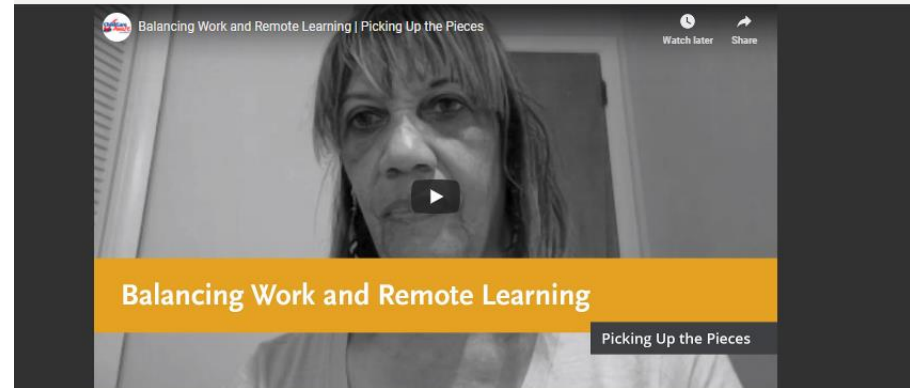 Balancing Work and Remote Learning | Picking Up the Pieces
Watch later
Share
Balancing Work and Remote Learning
Picking Up the Pieces